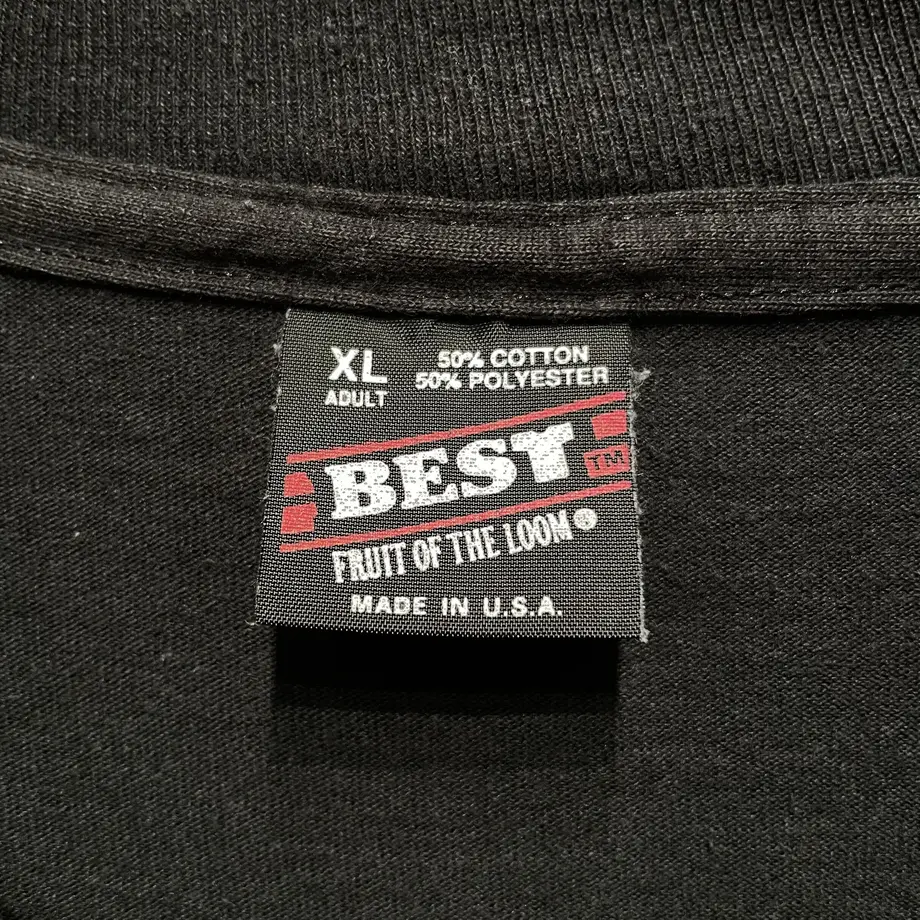 XL
ADULT
50% COTTON
50% POLYESTER
BEST
TM
FRUIT OF THE LOOM®
MADE IN U.S.A.